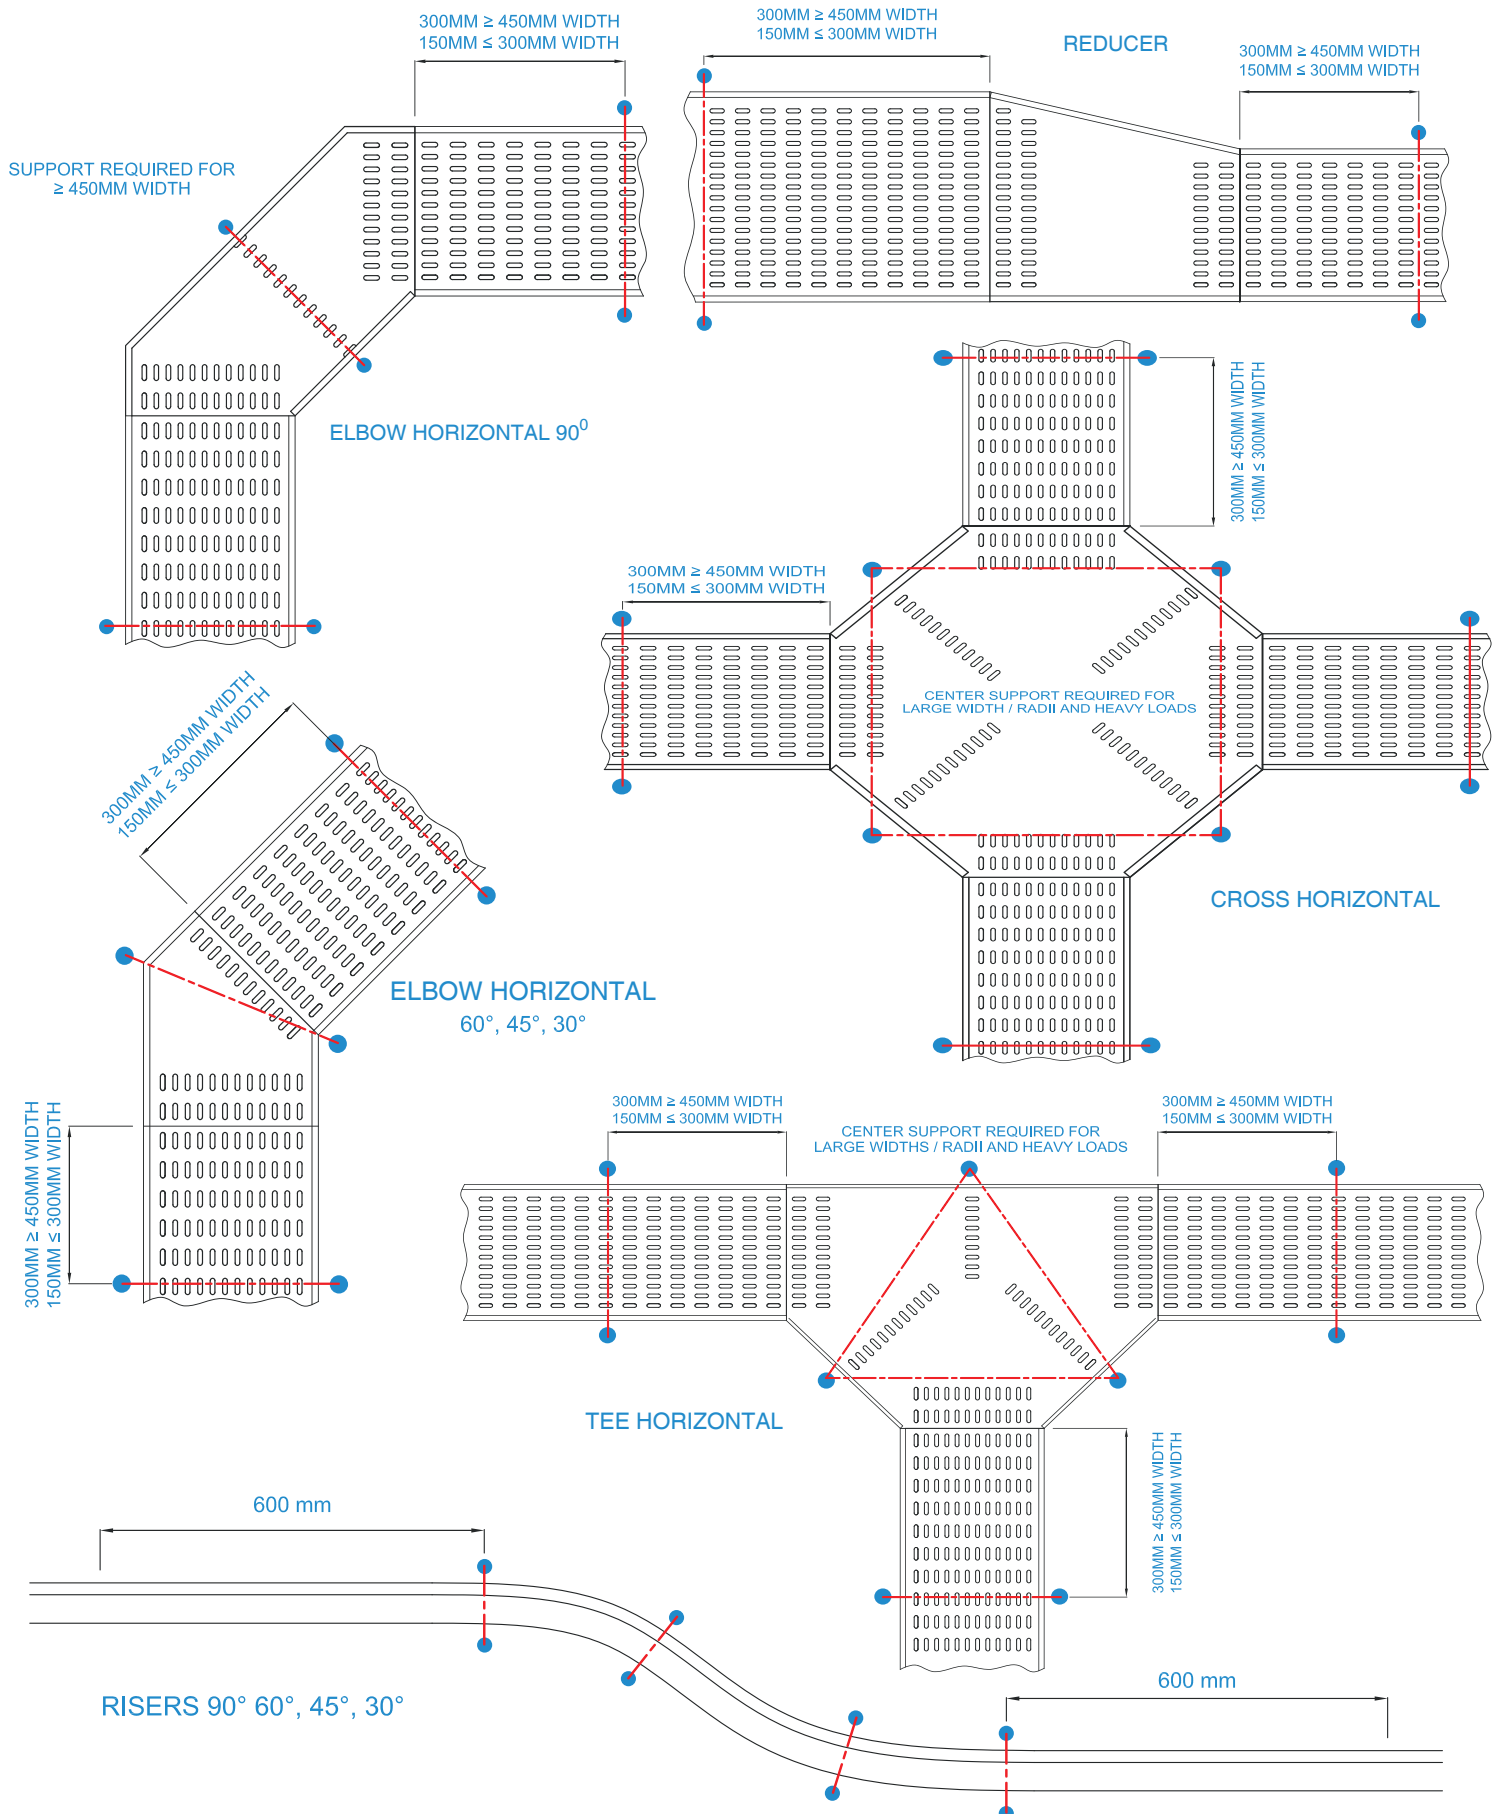 300MM ≥ 450MM WIDTH
150MM ≤ 300MM WIDTH
300MM ≥ 450MM WIDTH
150MM ≤ 300MM WIDTH
REDUCER
300MM ≥ 450MM WIDTH
150MM ≤ 300MM WIDTH
SUPPORT REQUIRED FOR
≥ 450MM WIDTH
ELBOW HORIZONTAL 90⁰
300MM ≥ 450MM WIDTH
150MM ≤ 300MM WIDTH
300MM ≥ 450MM WIDTH
150MM ≤ 300MM WIDTH
CENTER SUPPORT REQUIRED FOR
LARGE WIDTH / RADII AND HEAVY LOADS
CROSS HORIZONTAL
300MM ≥ 450MM WIDTH
150MM ≤ 300MM WIDTH
ELBOW HORIZONTAL
60°, 45°, 30°
300MM ≥ 450MM WIDTH
150MM ≤ 300MM WIDTH
300MM ≥ 450MM WIDTH
150MM ≤ 300MM WIDTH
CENTER SUPPORT REQUIRED FOR
LARGE WIDTHS / RADII AND HEAVY LOADS
300MM ≥ 450MM WIDTH
150MM ≤ 300MM WIDTH
TEE HORIZONTAL
300MM ≥ 450MM WIDTH
150MM ≤ 300MM WIDTH
600 mm
RISERS 90° 60°, 45°, 30°
600 mm